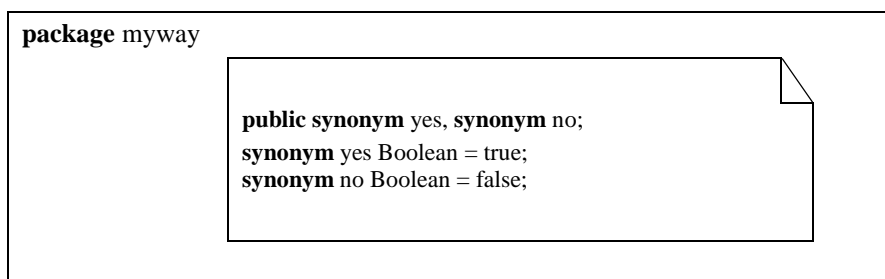 package myway
public synonym yes, synonym no;
synonym yes Boolean = true;
synonym no Boolean = false;